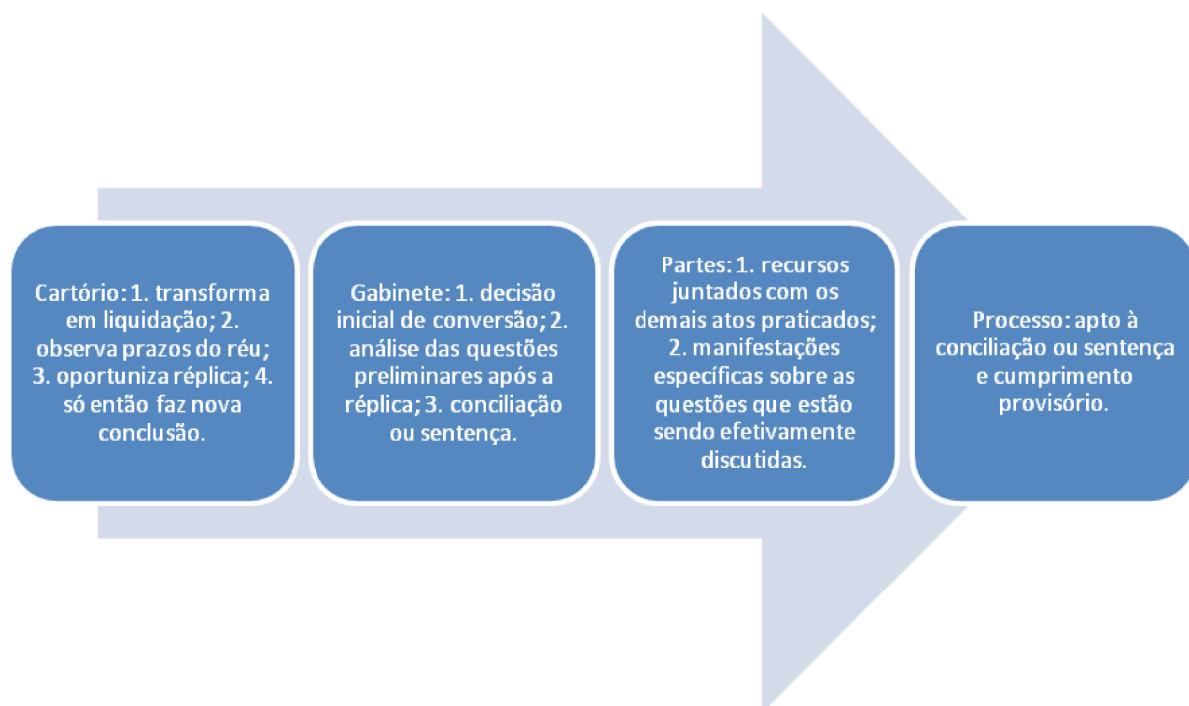 Cartório: 1. transforma
em liquidação; 2.
observa prazos do réu;
3. oportuniza réplica; 4.
só então faz nova
conclusão.
Gabinete: 1. decisão
inicial de conversão; 2.
análise das questões
preliminares após a
réplica; 3. conciliação
ou sentença.
Partes: 1. recursos
juntados com os
demais atos praticados;
2. manifestações
específicas sobre as
questões que estão
sendo efetivamente
discutidas.
Processo: apto à
conciliação ou sentença
e cumprimento
provisório.